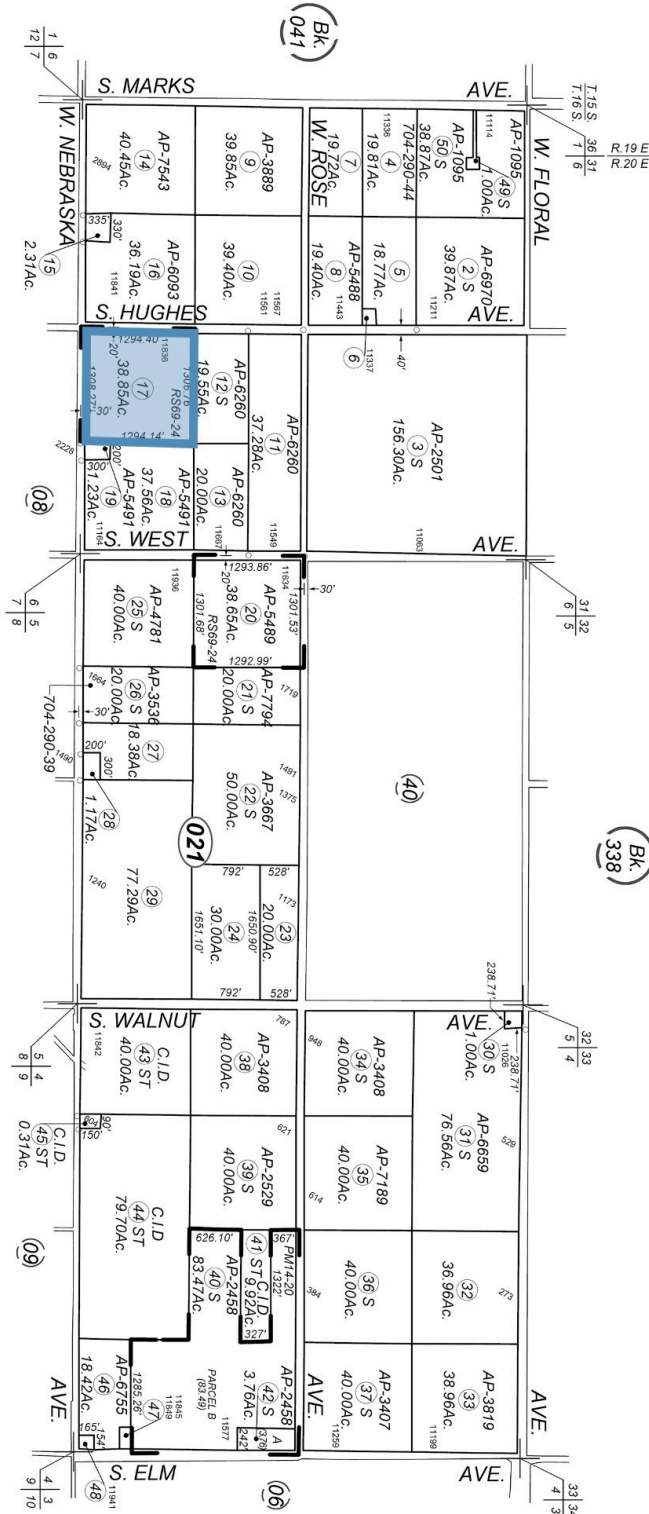 Bk.
041
Bk.
338
R.19 E
R.20 E
T.15 S.
T.16 S.
36
31
1
6
1
6
12
7
S. MARKS
AVE.
W. NEBRASKA
W. ROSE
W. FLORAL
AP-7543
14
40.45Ac.
2894
AP-3889
9
39.85Ac.
7
19.72Ac.
11336
704-290-44
4
19.81Ac.
11114
AP-1095
50 S
38.87Ac.
AP-1095
49 S
1.00Ac.
335'
330'
15
2.31Ac.
AP-6093
16
36.19Ac.
11841
10
39.40Ac.
11567
11561
AP-5488
8
19.40Ac.
11443
5
18.77Ac.
AP-6970
2 S
39.87Ac.
11211
S. HUGHES
AVE.
6
11337
40'
1294.40'
20'
11836
17
38.85Ac.
1306.76'
RS69-24
1308.27'
30'
1294.14'
AP-6260
12 S
19.55Ac.
AP-6260
11
37.28Ac.
11549
AP-2501
3 S
156.30Ac.
11083
2228
200'
300'
AP-5491
19
1.23Ac.
11164
AP-5491
18
37.56Ac.
AP-6260
13
20.00Ac.
11667
(08)
S. WEST
AVE.
6
5
7
8
31
32
6
5
11936
AP-4781
25 S
40.00Ac.
1293.86'
20'
11634
AP-5489
20
38.65Ac.
1301.53'
1301.68'
RS69-24
1292.99'
30'
1664
AP-3536
26 S
20.00Ac.
AP-7794
21 S
20.00Ac.
1719
704-290-39
30'
1490
200'
300'
27
18.38Ac.
28
1.17Ac.
AP-3667
22 S
50.00Ac.
1491
1375
(40)
021
1240
29
77.29Ac.
792'
528'
24
30.00Ac.
1651.10'
1650.90'
23
20.00Ac.
1173
792'
528'
S. WALNUT
AVE.
238.71'
238.71'
30 S
1.00Ac.
11026
5
4
8
9
32
33
5
4
11842
C.I.D.
43 ST
40.00Ac.
787
AP-3408
38
40.00Ac.
948
AP-3408
34 S
40.00Ac.
AP-6659
31 S
76.56Ac.
529
604
90'
150'
C.I.D.
45 ST
0.31Ac.
C.I.D
44 ST
79.70Ac.
621
AP-2529
39 S
40.00Ac.
614
AP-7189
35
40.00Ac.
(09)
626.10'
367'
PM14-20
1322'
C.I.D.
41 ST
9.92Ac.
327'
AP-2458
40 S
83.47Ac.
384
36 S
40.00Ac.
32
36.96Ac.
273
AP-6755
46
18.42Ac.
1285.26'
47
11845
11849
PARCEL B
(83.49)
11577
AP-2458
42 S
3.76Ac.
A
376'
242'
AP-3407
37 S
40.00Ac.
11259
AP-3819
33
38.96Ac.
11199
165'
154'
48
11941
AVE.
AVE.
AVE.
S. ELM
AVE.
(06)
4
3
9
10
33
34
4
3